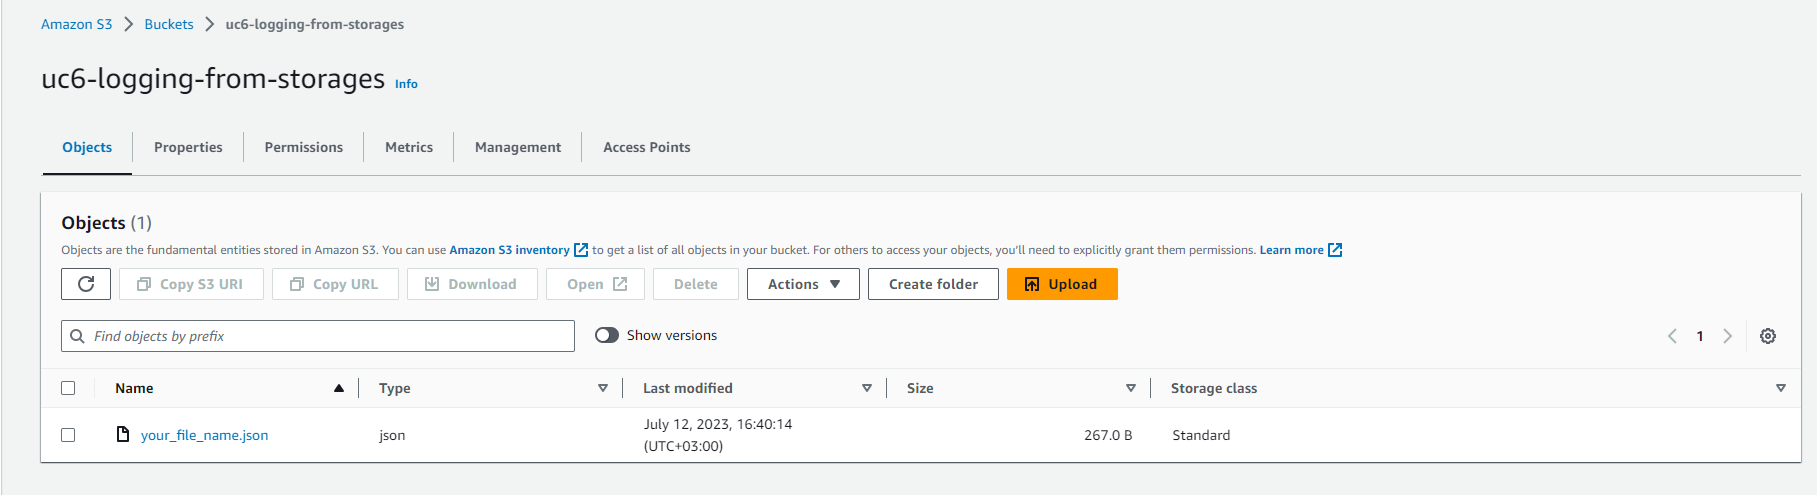 Amazon S3 > Buckets > uc6-logging-from-storages
uc6-logging-from-storages Info
Objects Properties Permissions Metrics Management Access Points
Objects (1)
Objects are the fundamental entities stored in Amazon S3. You can use Amazon S3 inventory to get a list of all objects in your bucket. For others to access your objects, you'll need to explicitly grant them permissions. Learn more
Copy S3 URI Copy URL Download Open Delete Actions Create folder Upload
Find objects by prefix Show versions 1
Name Type Last modified Size Storage class
your_file_name.json json July 12, 2023, 16:40:14 267.0 B Standard
(UTC+03:00)